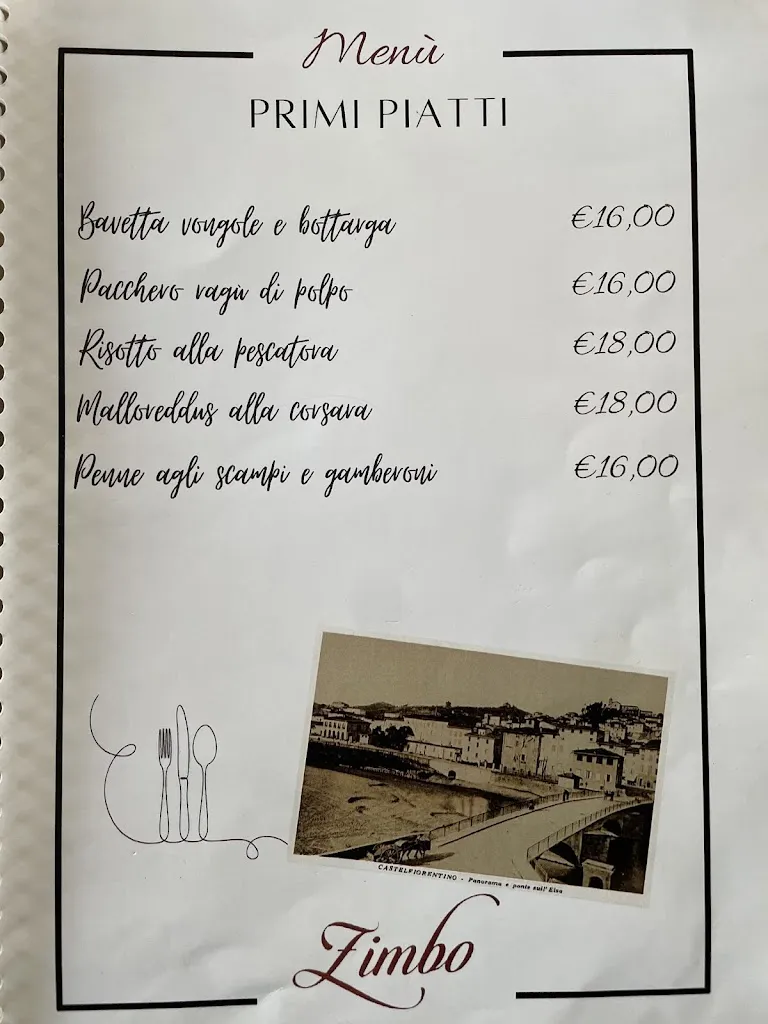 Menù
PRIMI PIATTI
Bavetta vongole e bottarga €16,00
Pacchero ragù di polpo €16,00
Risotto alla pescatora €18,00
Malloreddus alla corsara €18,00
Penne agli scampi e gamberoni €16,00
CASTELFIORENTINO - Panorama e ponte sull'Elsa
Zimbo